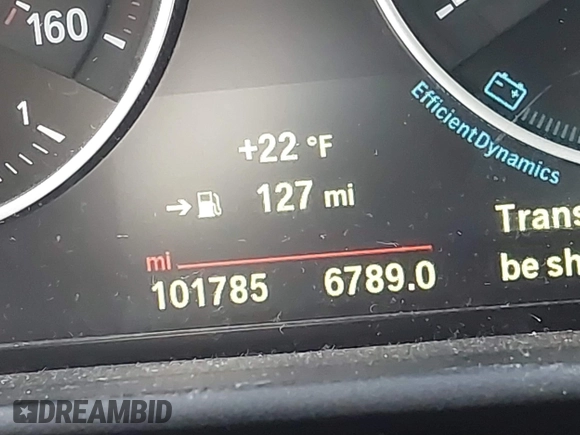 160
1
+22 °F
EfficientDynamics
127 mi
Trans
mi
be sh
101785 6789.0
DREAMBID